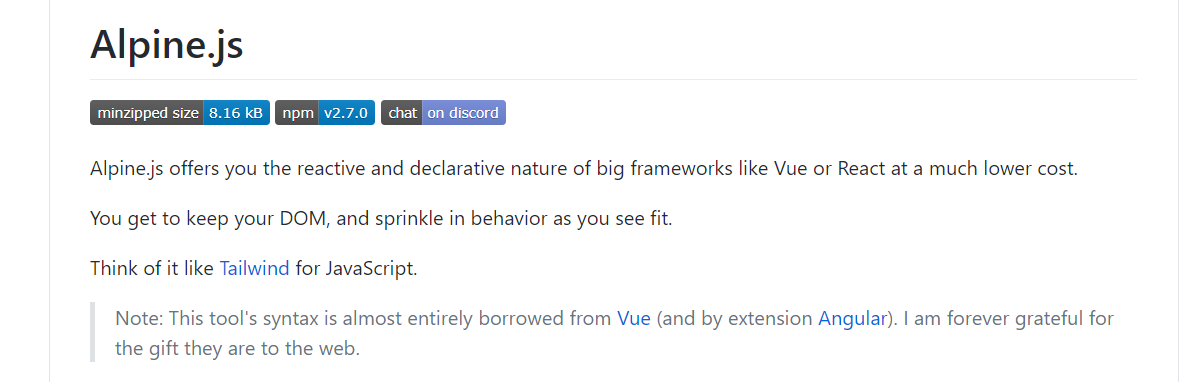 Alpine.js
minzipped size 8.16 kB npm v2.7.0 chat on discord
Alpine.js offers you the reactive and declarative nature of big frameworks like Vue or React at a much lower cost.
You get to keep your DOM, and sprinkle in behavior as you see fit.
Think of it like Tailwind for JavaScript.
Note: This tool's syntax is almost entirely borrowed from Vue (and by extension Angular). I am forever grateful for
the gift they are to the web.